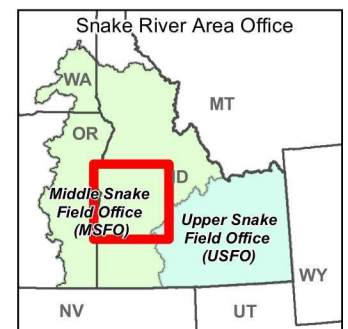 Snake River Area Office
WA
MT
OR
ID
Middle Snake
Field Office
(MSFO)
Upper Snake
Field Office
(USFO)
WY
NV
UT